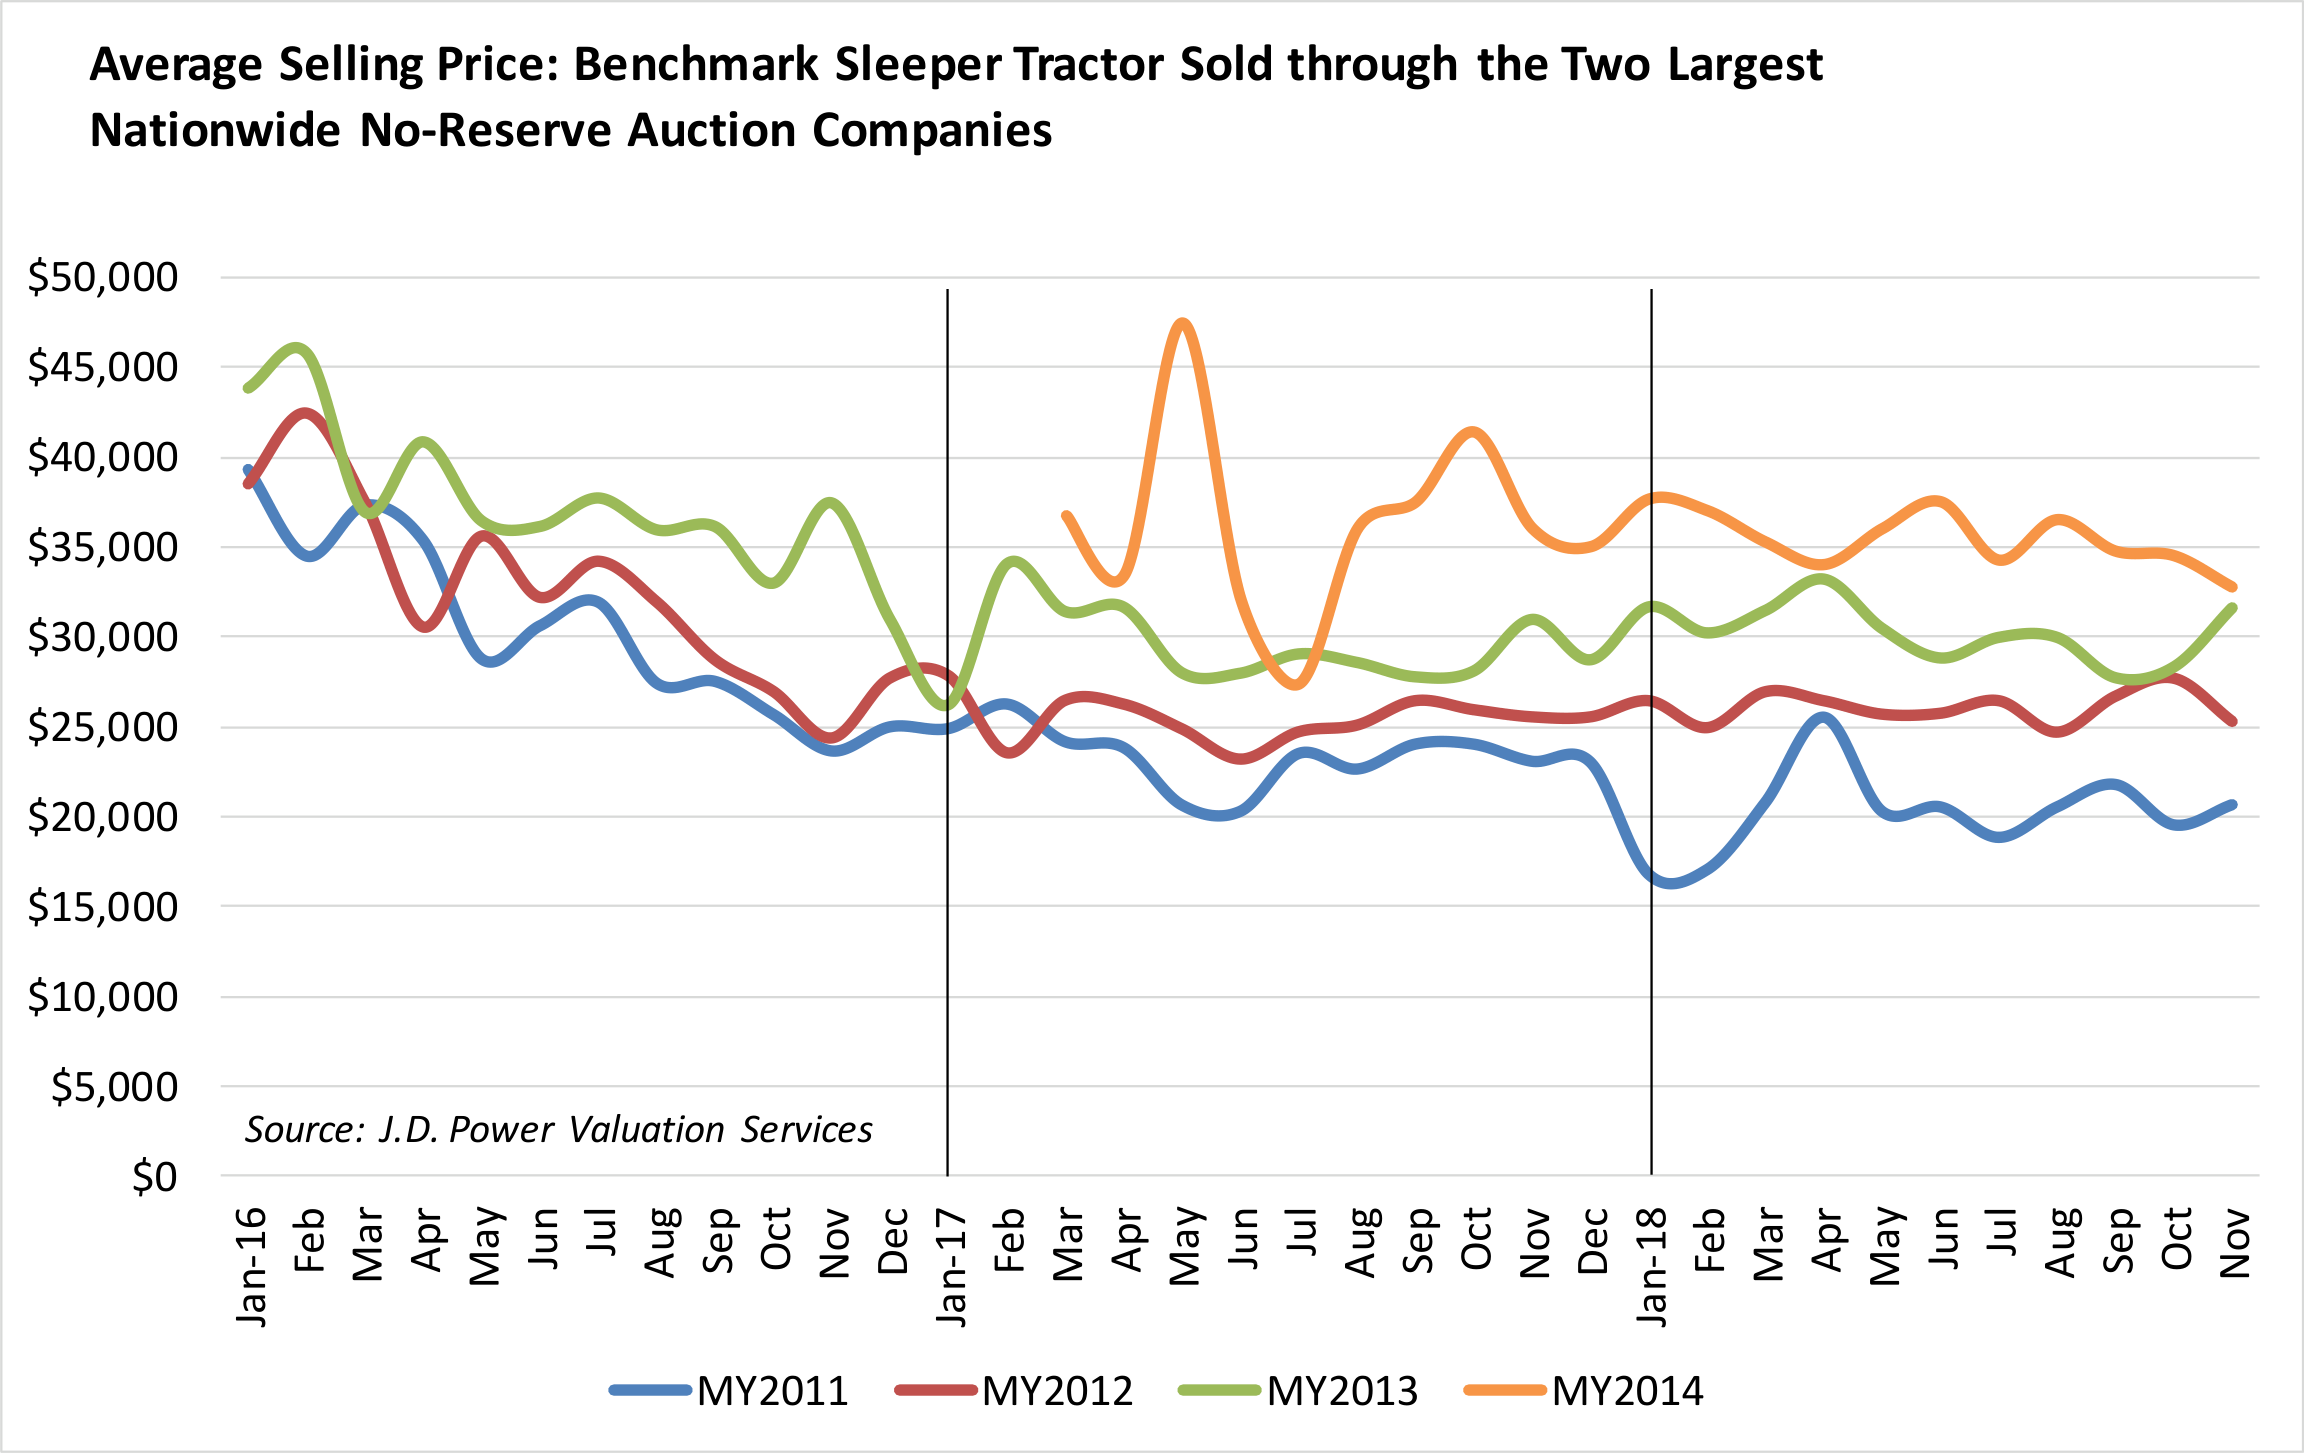 Average Selling Price: Benchmark Sleeper Tractor Sold through the Two Largest
Nationwide No-Reserve Auction Companies
$50,000
$45,000
$40,000
$35,000
$30,000
$25,000
$20,000
$15,000
$10,000
$5,000
$0
Source: J.D. Power Valuation Services
Jan-16
Feb
Mar
Apr
May
Jun
Jul
Aug
Sep
Oct
Nov
Dec
Jan-17
Feb
Mar
Apr
May
Jun
Jul
Aug
Sep
Oct
Nov
Dec
Jan-18
Feb
Mar
Apr
May
Jun
Jul
Aug
Sep
Oct
Nov
MY2011 MY2012 MY2013 MY2014